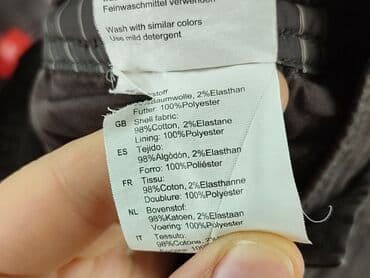 Feinwaschmittel verwenden
Wash with similar colors
Use mild detergent
98%Baumwolle, 2%Elasthan
Futter: 100%Polyester
GB Shell fabric:
98%Cotton, 2%Elastane
Lining: 100%Polyester
ES Tejido:
98%Algódón, 2%Elasthan
Forro: 100%Poliéster
FR Tissu:
98%Coton, 2%Elasthanne
Doublure: 100%Polyester
NL Bovenstof:
98%Katoen, 2%Elastaan
Voering: 100%Polyester
IT Tessuto:
98%Cotone, 2%